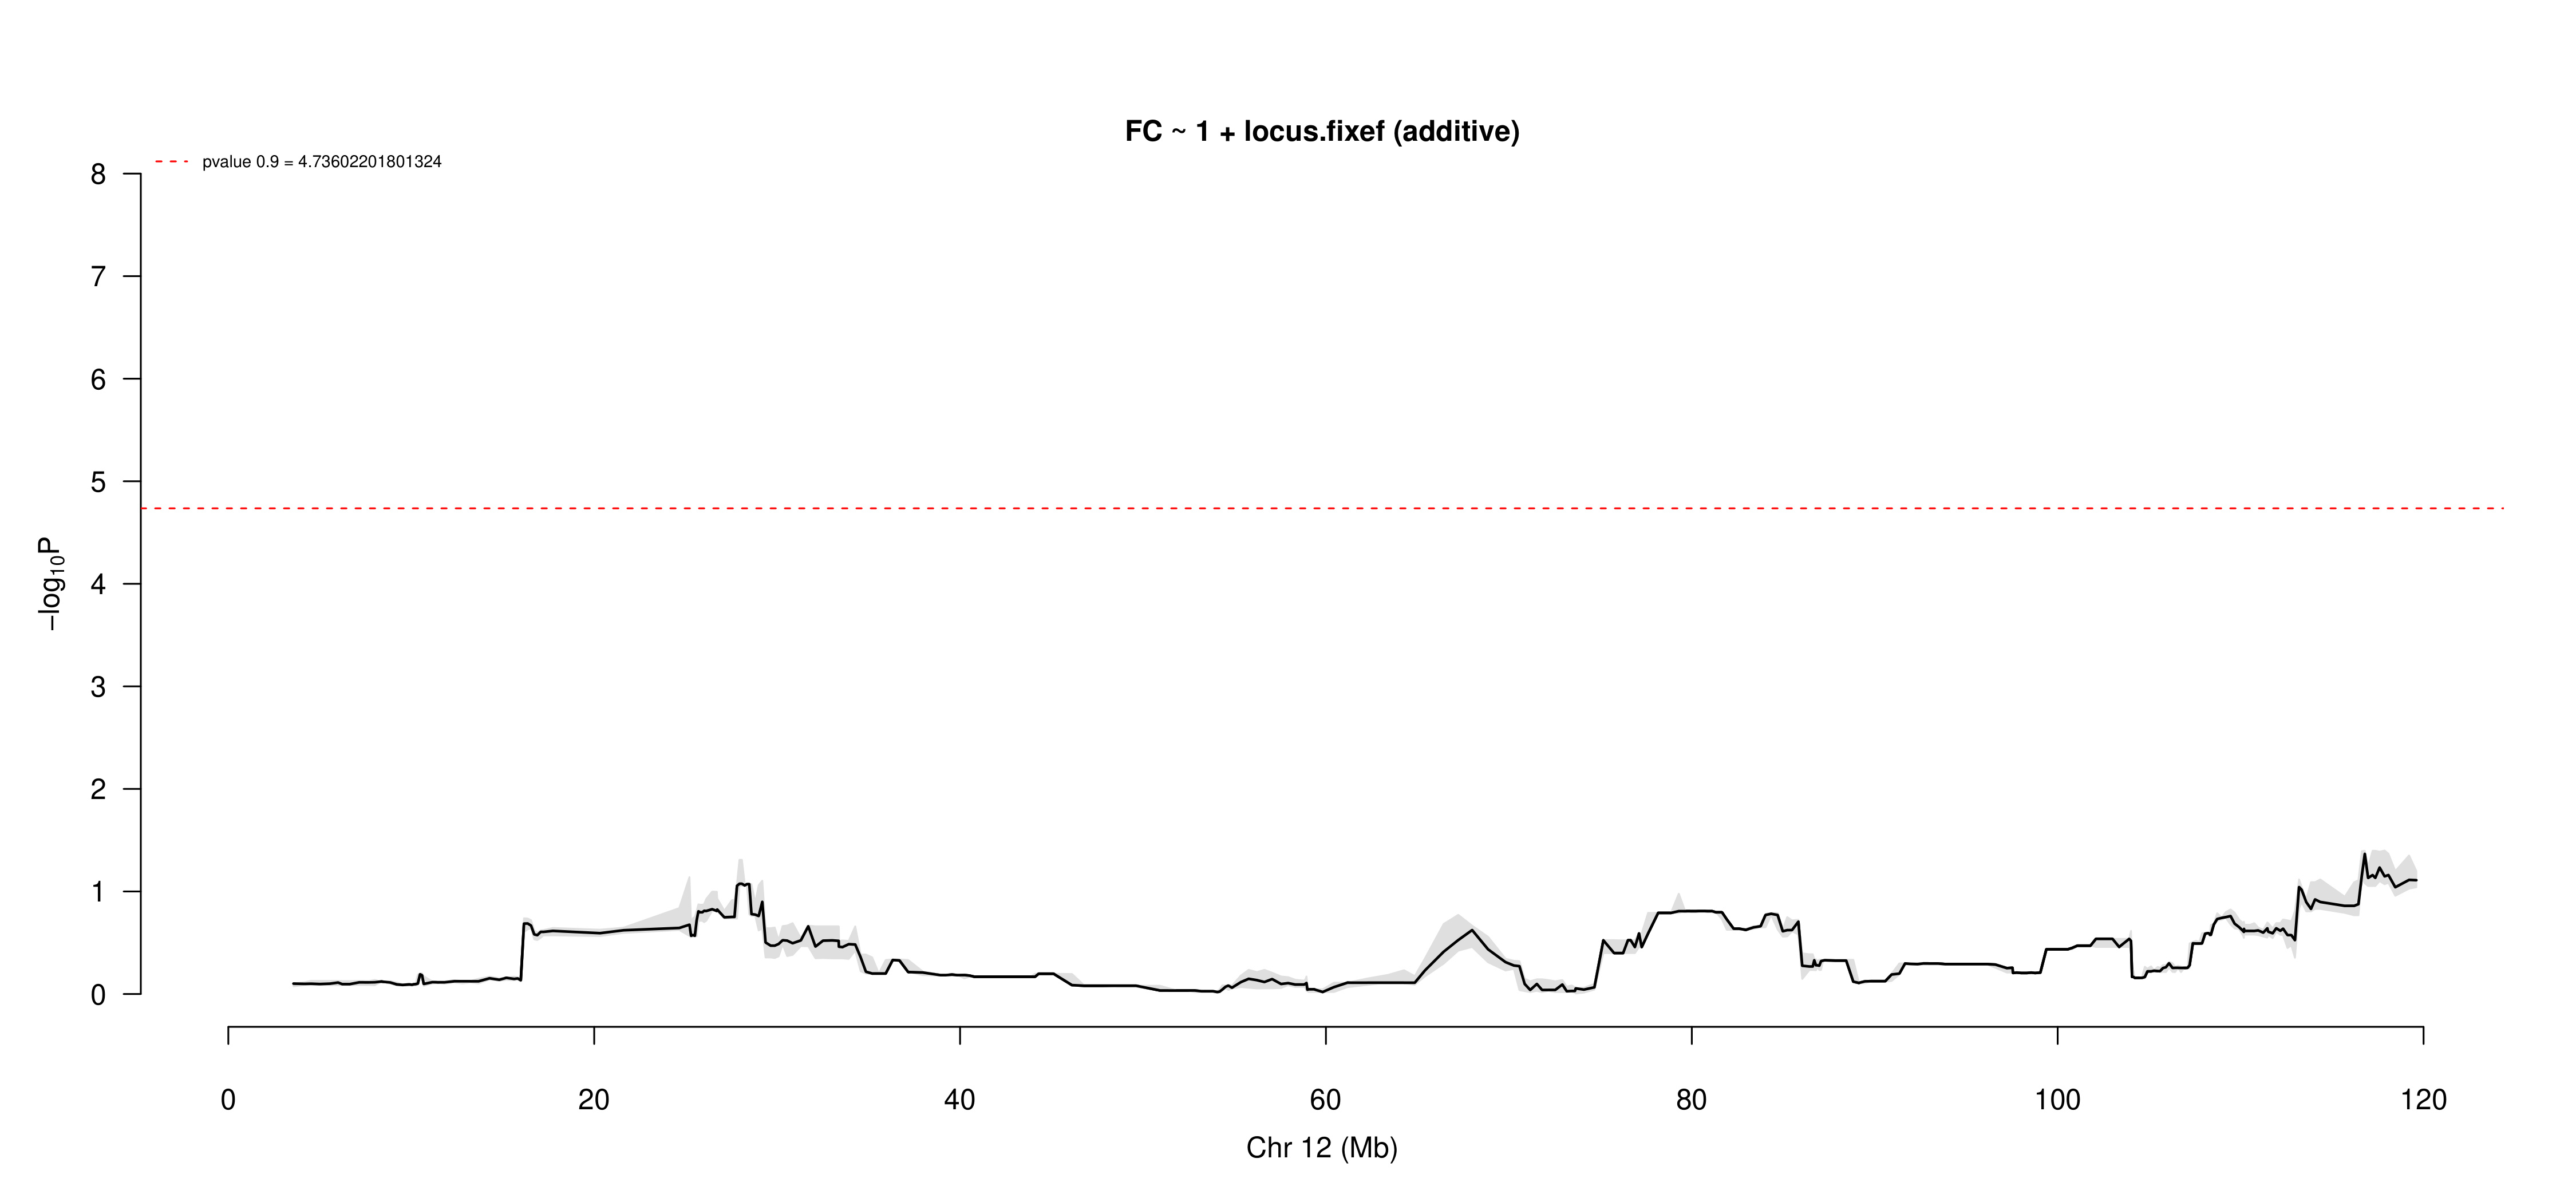 FC ~ 1 + locus.fixef (additive)
pvalue 0.9 = 4.73602201801324
8
7
6
5
4
3
2
1
0
−log10P
0 20 40 60 80 100 120
Chr 12 (Mb)